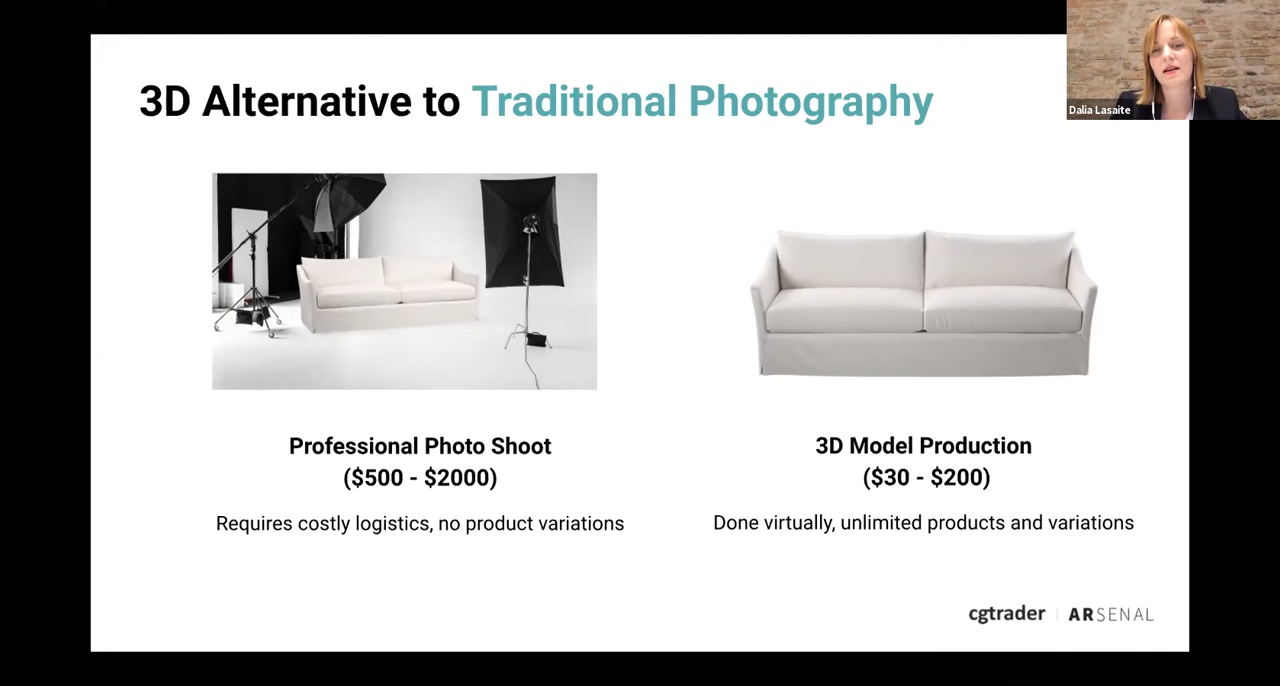 3D Alternative to Traditional Photography
Dalia Lasaite
Professional Photo Shoot
($500 - $2000)
Requires costly logistics, no product variations
3D Model Production
($30 - $200)
Done virtually, unlimited products and variations
cgtrader | ARSENAL